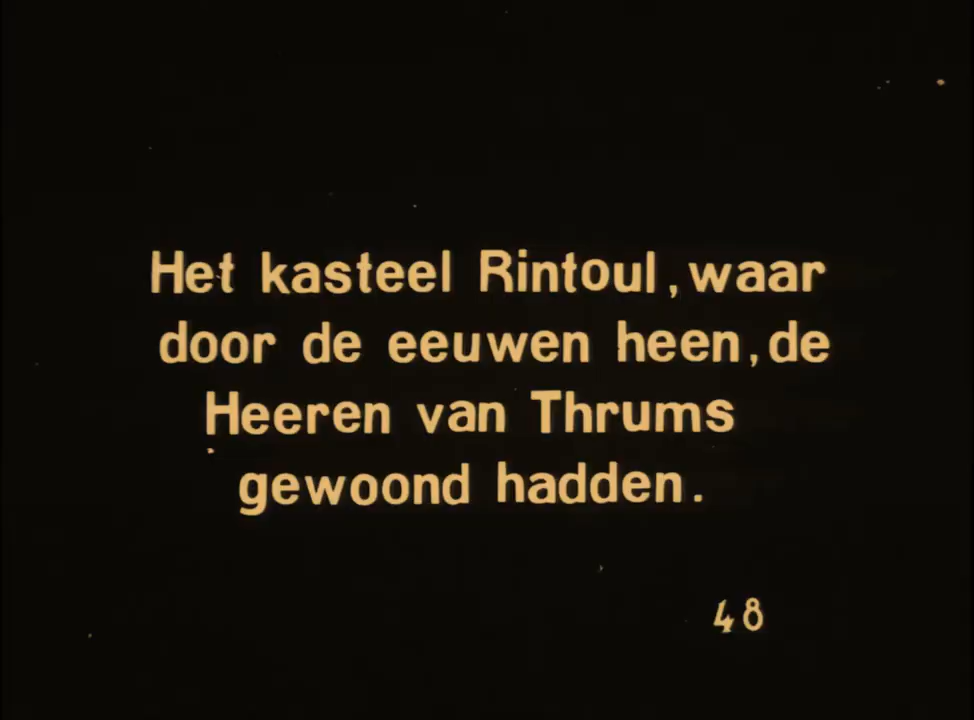 Het kasteel Rintoul, waar
door de eeuwen heen, de
Heeren van Thrums
gewoond hadden.
48